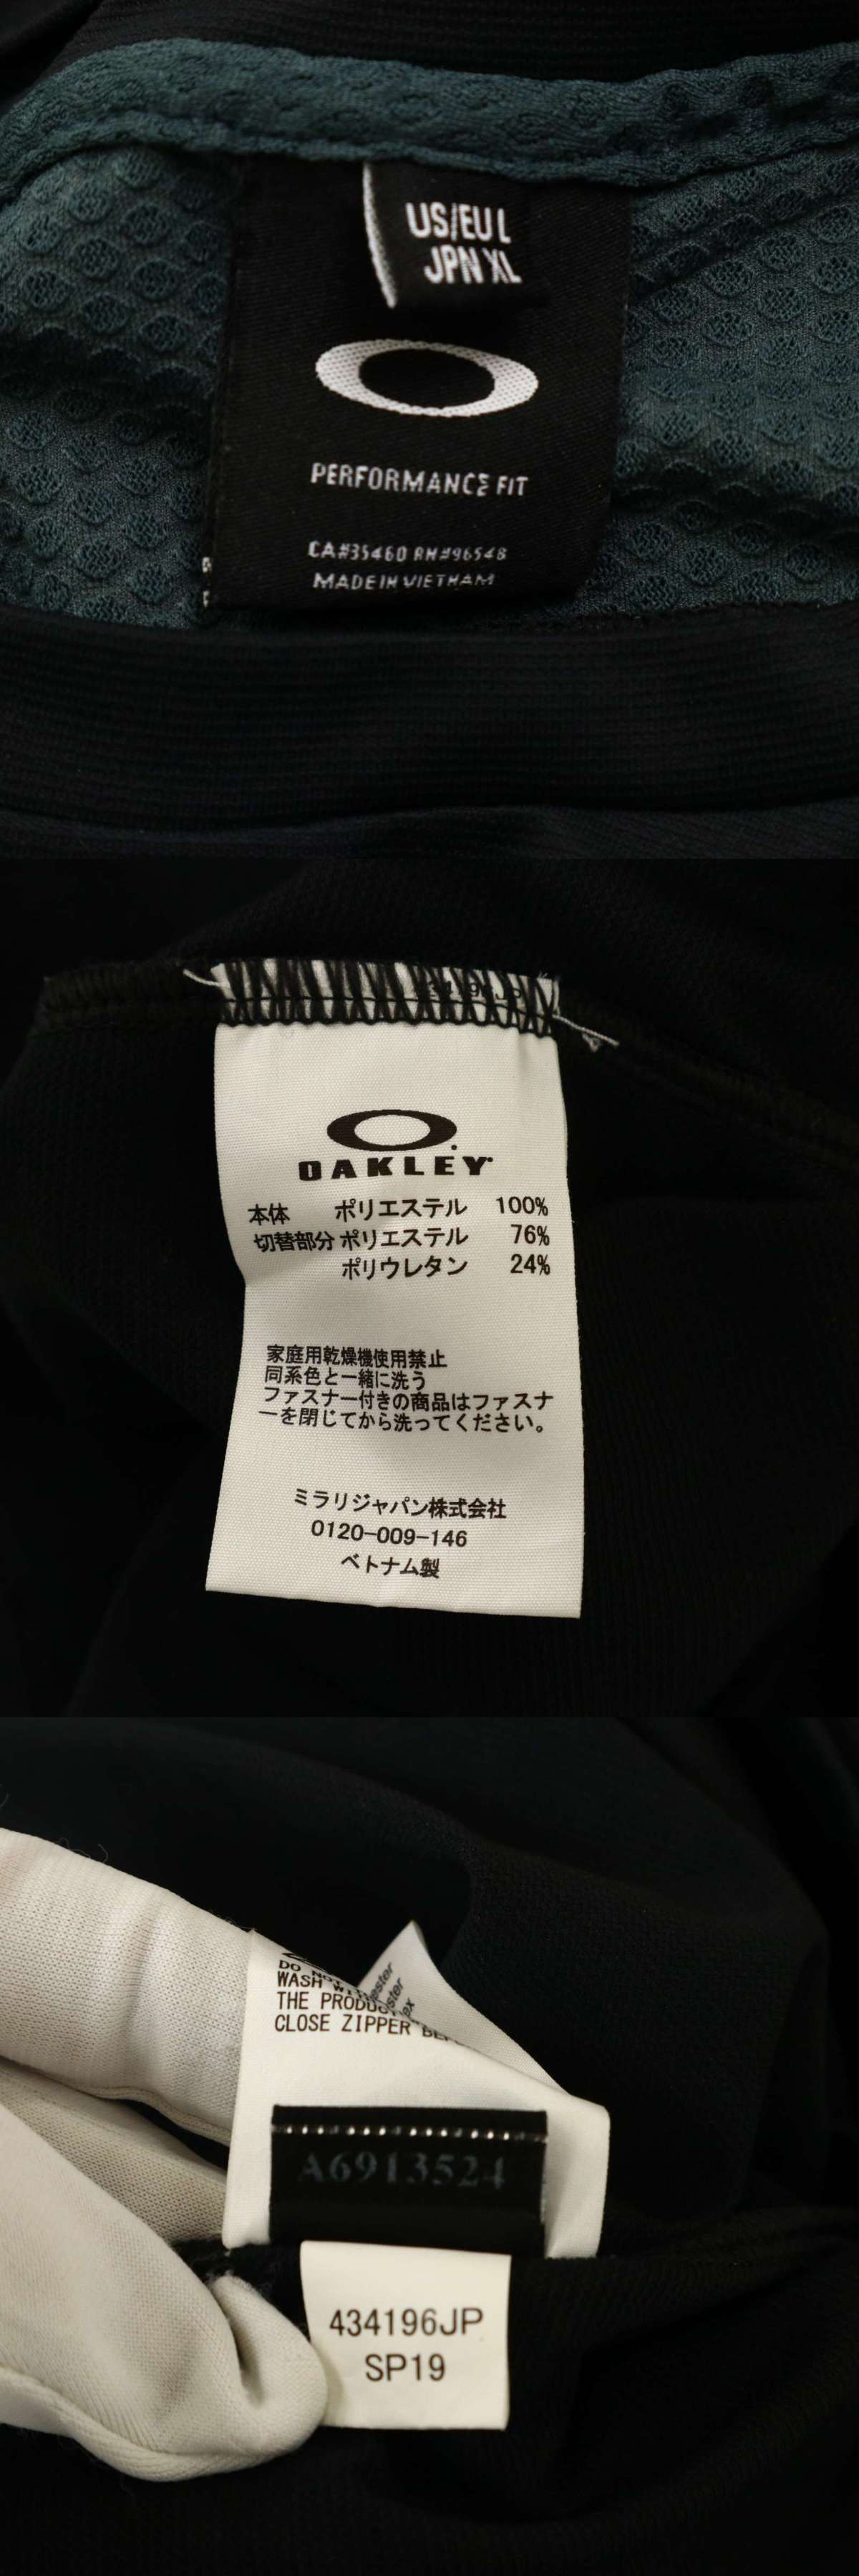 US/EU L
JPN XL
PERFORMANCE FIT
CA#35460 RN#96548
MADE IN VIETNAM
OAKLEY
本体 ポリエステル 100%
切替部分 ポリエステル 76%
ポリウレタン 24%
家庭用乾燥機使用禁止
同系色と一緒に洗う
ファスナー付きの商品はファスナ
ーを閉じてから洗ってください。
ミラリジャパン株式会社
0120-009-146
ベトナム製
DO NOT
WASH
THE PRODU
CLOSE ZIPPER
A6913524
434196JP
SP19